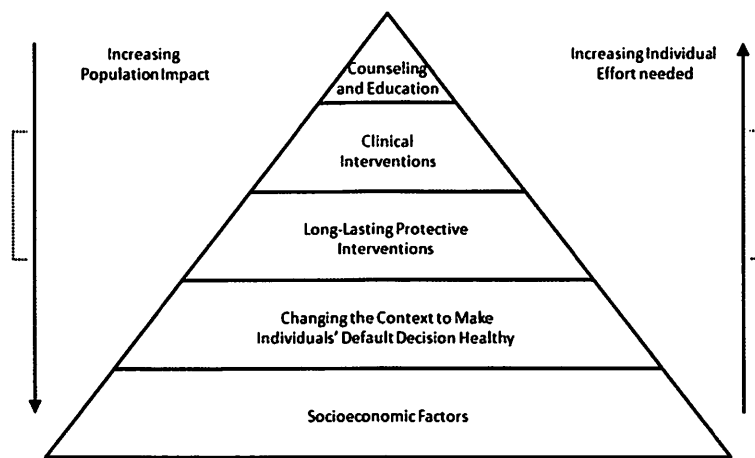 Increasing
Population Impact
Increasing Individual
Effort needed
Counseling
and Education
Clinical
Interventions
Long-Lasting Protective
Interventions
Changing the Context to Make
Individuals' Default Decision Healthy
Socioeconomic Factors